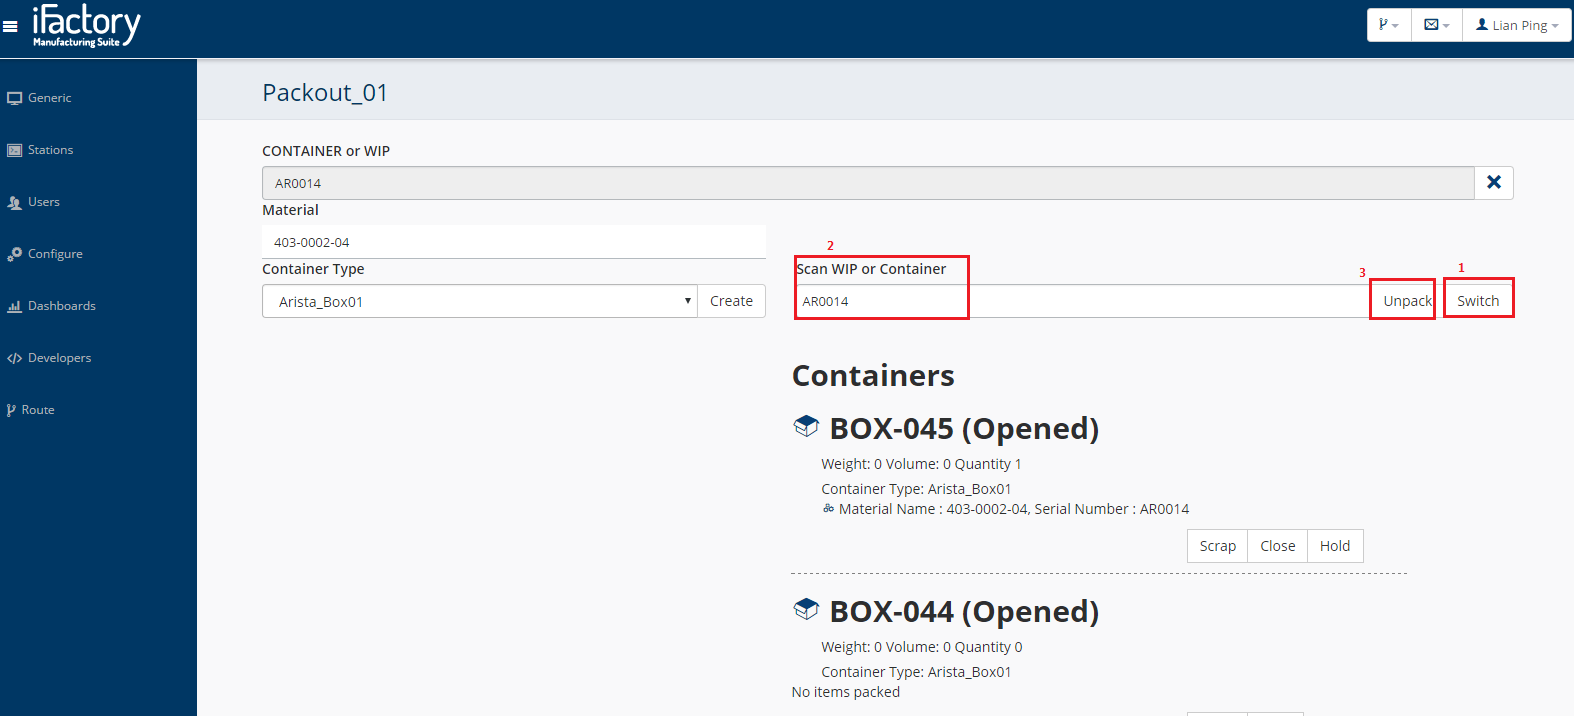 iFactory
Manufacturing Suite
Lian Ping
Generic
Stations
Users
Configure
Dashboards
Developers
Route
Packout_01
CONTAINER or WIP
AR0014
Material
403-0002-04
Container Type
Arista_Box01 Create
2
Scan WIP or Container
AR0014
3
Unpack
1
Switch
Containers
BOX-045 (Opened)
Weight: 0 Volume: 0 Quantity 1
Container Type: Arista_Box01
Material Name : 403-0002-04, Serial Number : AR0014
Scrap Close Hold
BOX-044 (Opened)
Weight: 0 Volume: 0 Quantity 0
Container Type: Arista_Box01
No items packed